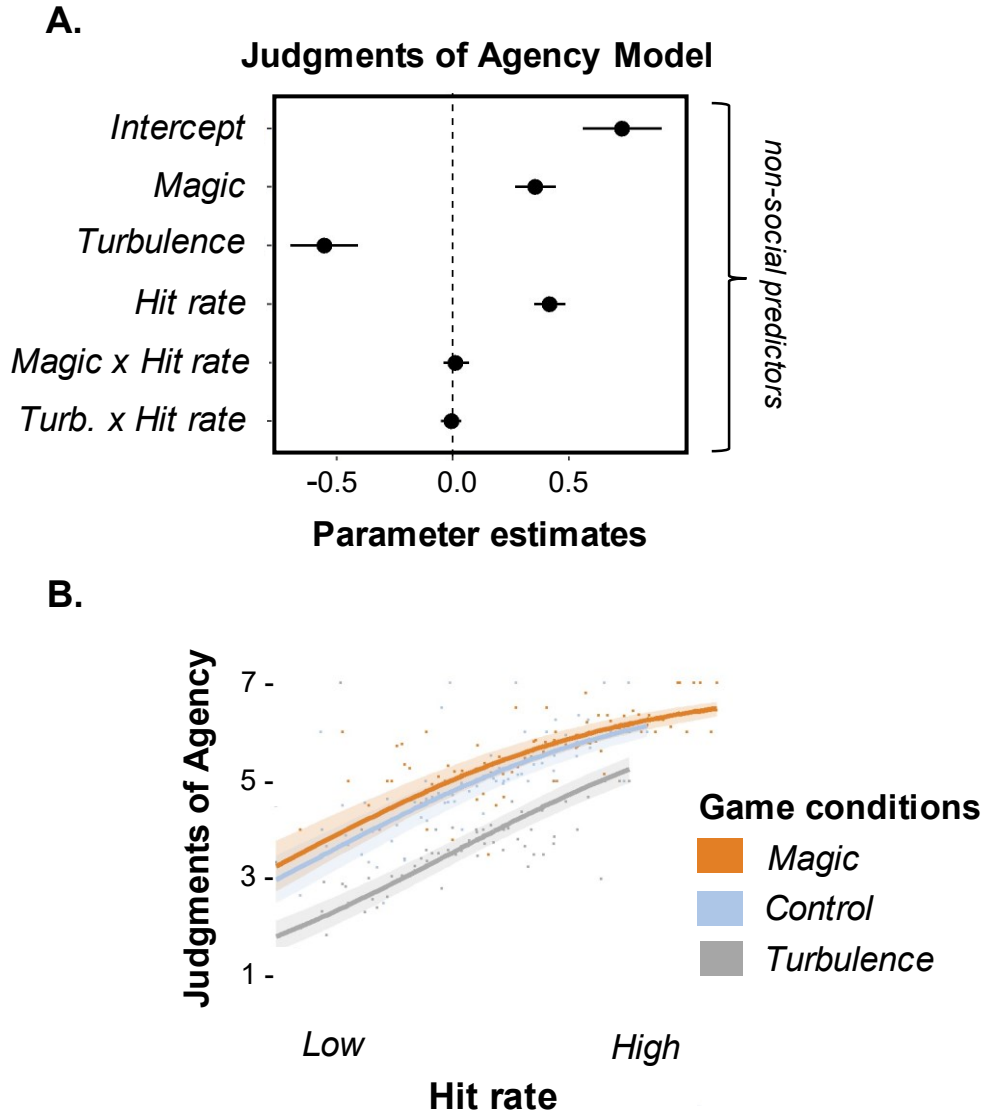 A.
Judgments of Agency Model
Intercept
Magic
Turbulence
Hit rate
Magic x Hit rate
Turb. x Hit rate
non-social predictors
-0.5
0.0
0.5
Parameter estimates
B.
Judgments of Agency
7 -
5 -
3 -
1 -
Low
High
Hit rate
Game conditions
Magic
Control
Turbulence